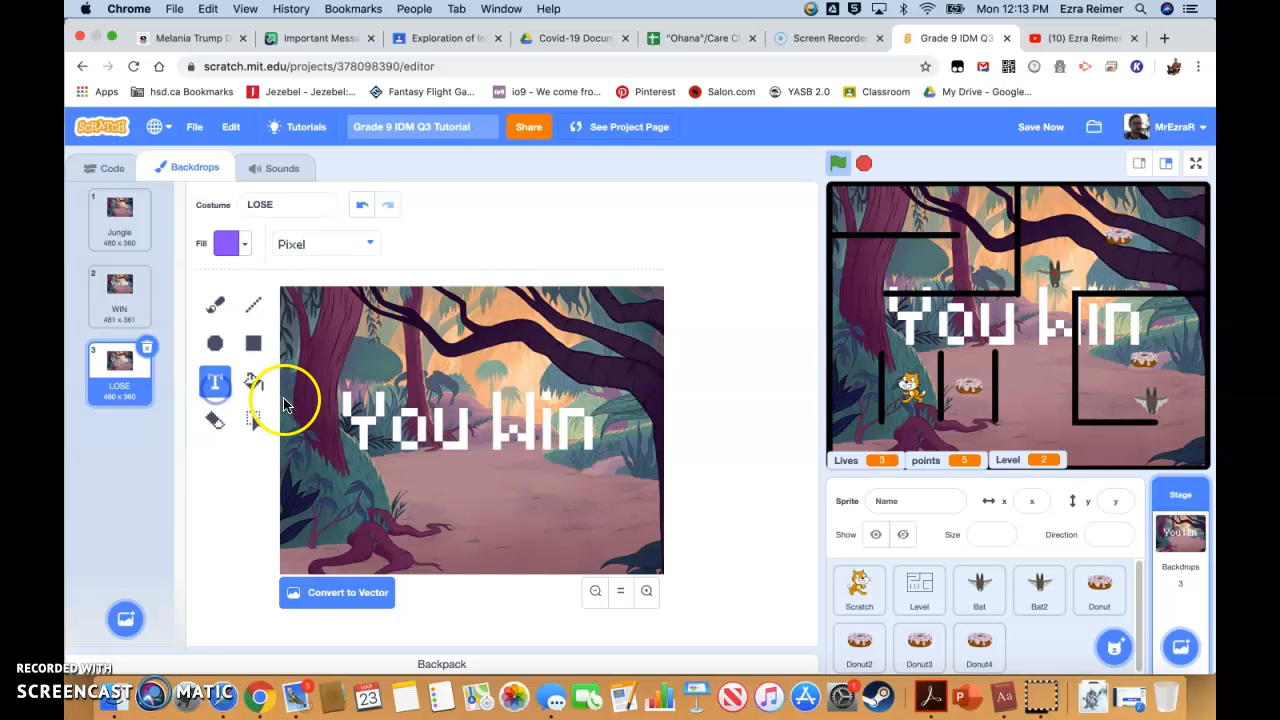 Chrome File Edit View History Bookmarks People Tab Window Help Mon 12:13 PM Ezra Reimer
Melania Trump D Important Messa Exploration of In Covid-19 Docum "Ohana"/Care C Screen Recorde Grade 9 IDM Q3 (10) Ezra Reimer
scratch.mit.edu/projects/378098390/editor
Apps hsd.ca Bookmarks Jezebel - Jezebel:... Fantasy Flight Ga... io9 - We come fro... Pinterest Salon.com YASB 2.0 Classroom My Drive - Google...
SCRATCH File Edit Tutorials Grade 9 IDM Q3 Tutorial Share See Project Page Save Now MrEzraR
Code Backdrops Sounds
1
Jungle
480 x 360
2
WIN
481 x 361
3
LOSE
480 x 360
Costume LOSE
Fill Pixel
T
You Win
Convert to Vector
You Win
Lives 3 points 5 Level 2
Sprite Name x x y y
Show Size Direction
Scratch Level Bat Bat2 Donut
Donut2 Donut3 Donut4
Stage
You Win
Backdrops
3
Backpack
RECORDED WITH
SCREENCAST MATIC